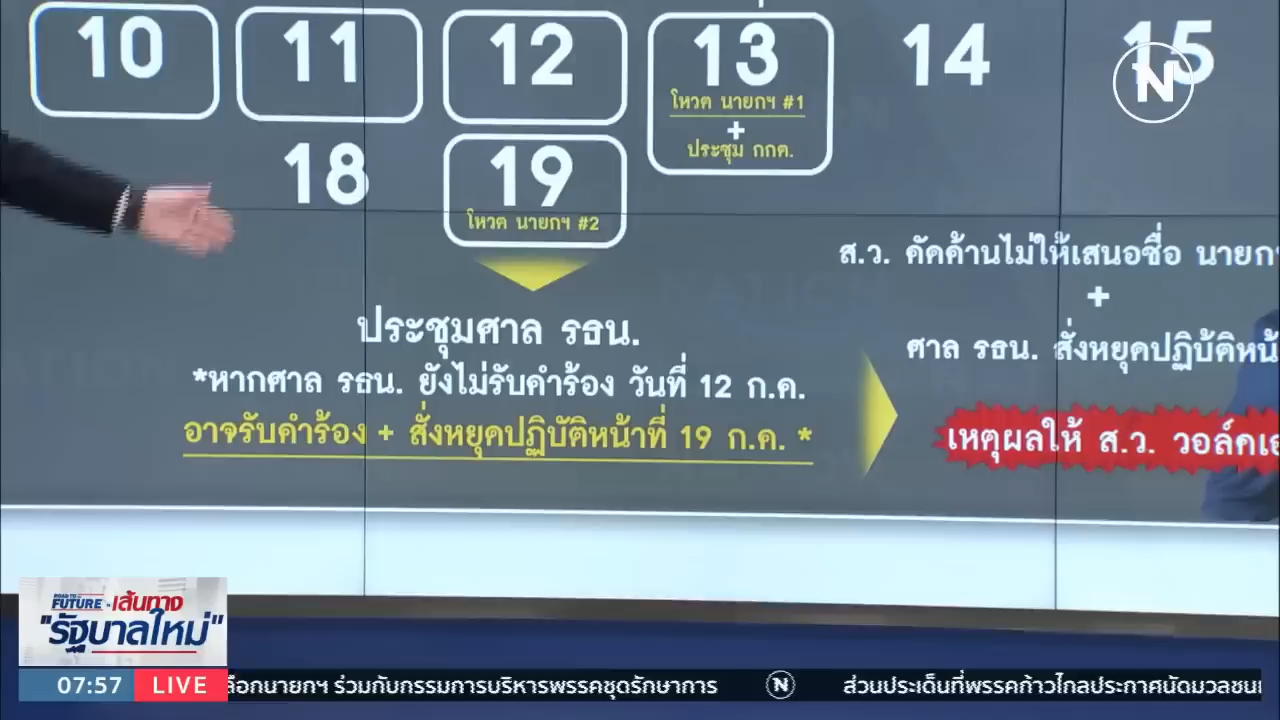 10 11 12 13 14 15
N
โหวต นายกฯ #1
+
ประชุม กกต.
18 19
โหวต นายกฯ #2
ส.ว. คัดค้านไม่ให้เสนอชื่อ นายก
+
ประชุมศาล รธน.
ศาล รธน. สั่งหยุดปฏิบัติหน้
*หากศาล รธน. ยังไม่รับคำร้อง วันที่ 12 ก.ค.
อาจรับคำร้อง + สั่งหยุดปฏิบัติหน้าที่ 19 ก.ค. *
เหตุผลให้ ส.ว. วอล์คเ
ROAD TO FUTURE เส้นทาง
"รัฐบาลใหม่"
07:57 LIVE ลือกนายกฯ ร่วมกับกรรมการบริหารพรรคชุดรักษาการ N ส่วนประเด็นที่พรรคก้าวไกลประกาศนัดมวลชน